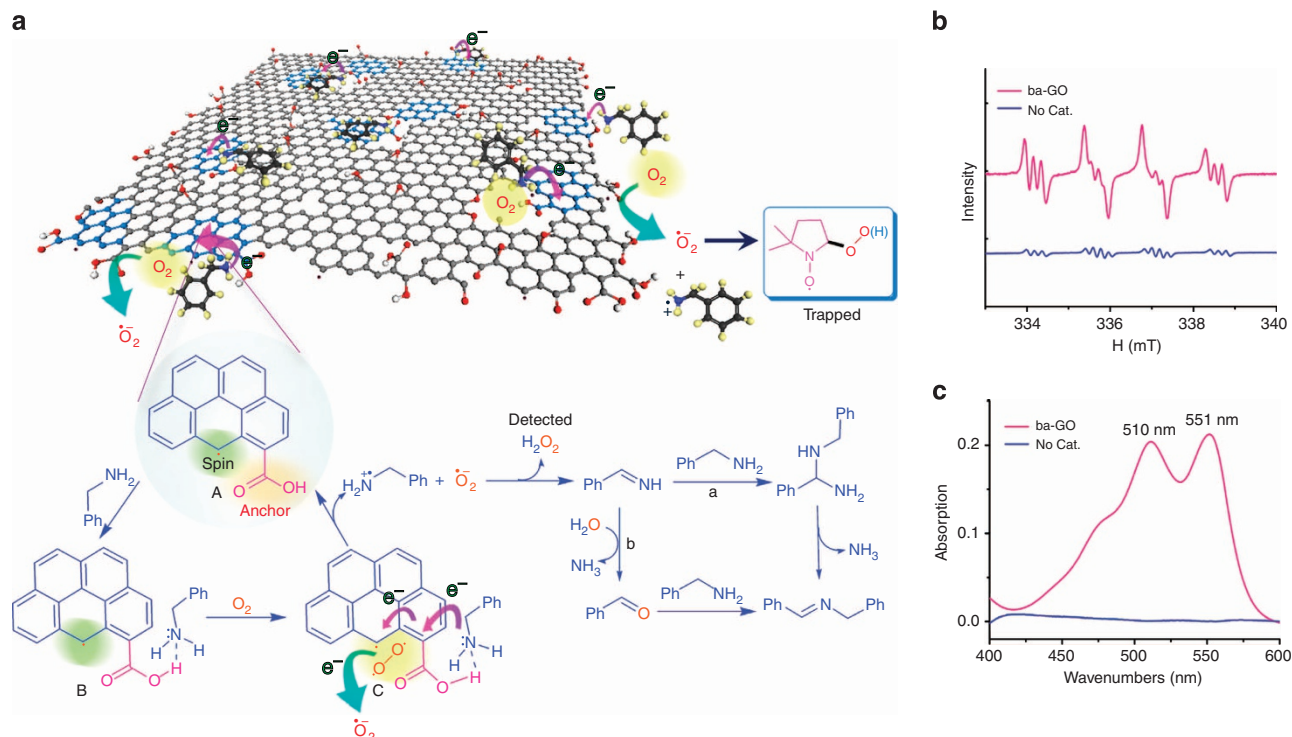 a
e−
e−
e−
e−
e−
e−
O2
O2
O2
•O2−
•O2−
+
•
+
O(H)
O
N
O•
Trapped
Spin
A
O
OH
Anchor
NH2
Ph
B
H
N
H
O
O
H
O2
e−
e−
e−
O
O•
C
O
O
H
H
N
H
Ph
•O2−
H2N+•
Ph
+ •O2−
Detected
H2O2
Ph
NH
Ph
NH2
a
Ph
HN
Ph
NH2
H2O
NH3
b
NH3
Ph
O
Ph
NH2
Ph
N
Ph
b
ba-GO
No Cat.
Intensity
334
336
338
340
H (mT)
c
ba-GO
No Cat.
510 nm
551 nm
Absorption
0.2
0.1
0.0
400
450
500
550
600
Wavenumbers (nm)